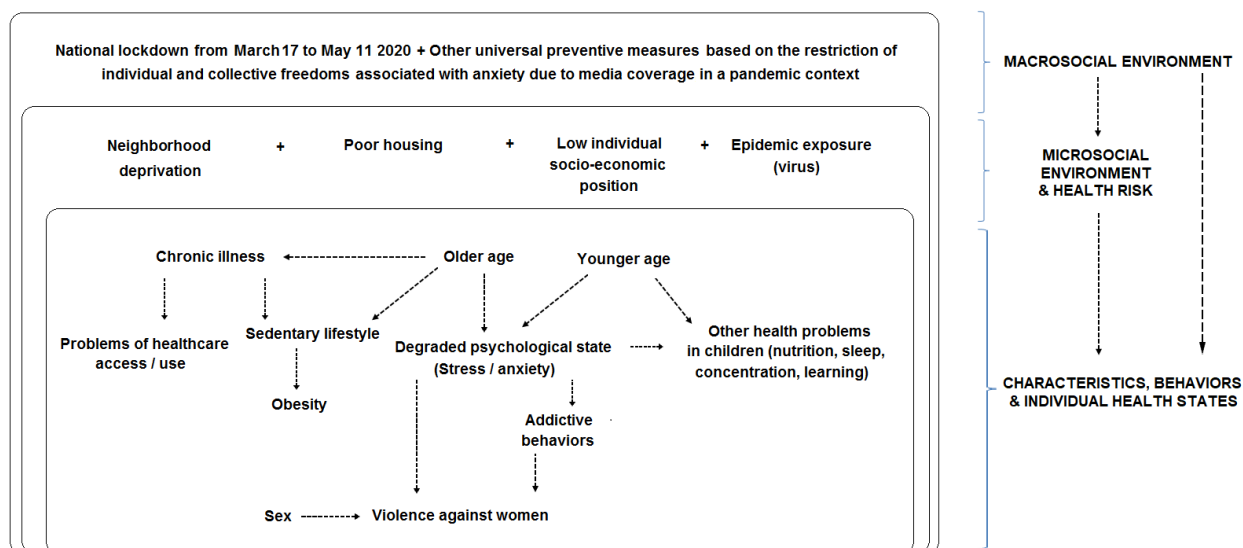 National lockdown from March 17 to May 11 2020 + Other universal preventive measures based on the restriction of
individual and collective freedoms associated with anxiety due to media coverage in a pandemic context
MACROSOCIAL ENVIRONMENT
Neighborhood
deprivation
+
Poor housing
+
Low individual
socio-economic
position
+
Epidemic exposure
(virus)
MICROSOCIAL
ENVIRONMENT
& HEALTH RISK
Chronic illness
Older age
Younger age
Problems of healthcare
access / use
Sedentary lifestyle
Degraded psychological state
(Stress / anxiety)
Other health problems
in children (nutrition, sleep,
concentration, learning)
Obesity
Addictive
behaviors
Sex
Violence against women
CHARACTERISTICS, BEHAVIORS
& INDIVIDUAL HEALTH STATES